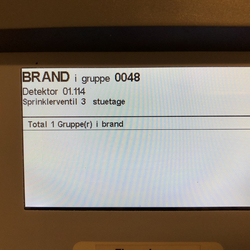 BRAND i gruppe 0048
Detektor 01.114
Sprinklerventil 3 stuetage
Total 1 Gruppe(r) i brand